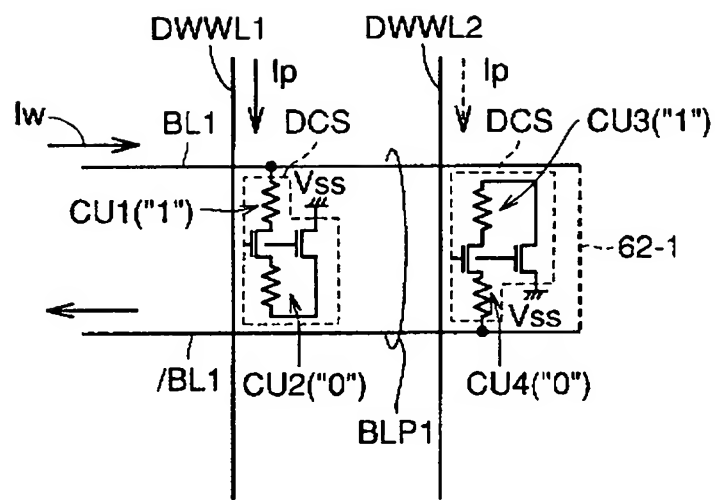 DWWL1
DWWL2
Ip
Ip
Iw
BL1
DCS
DCS
CU3("1")
Vss
CU1("1")
62-1
Vss
/BL1
CU2("0")
CU4("0")
BLP1